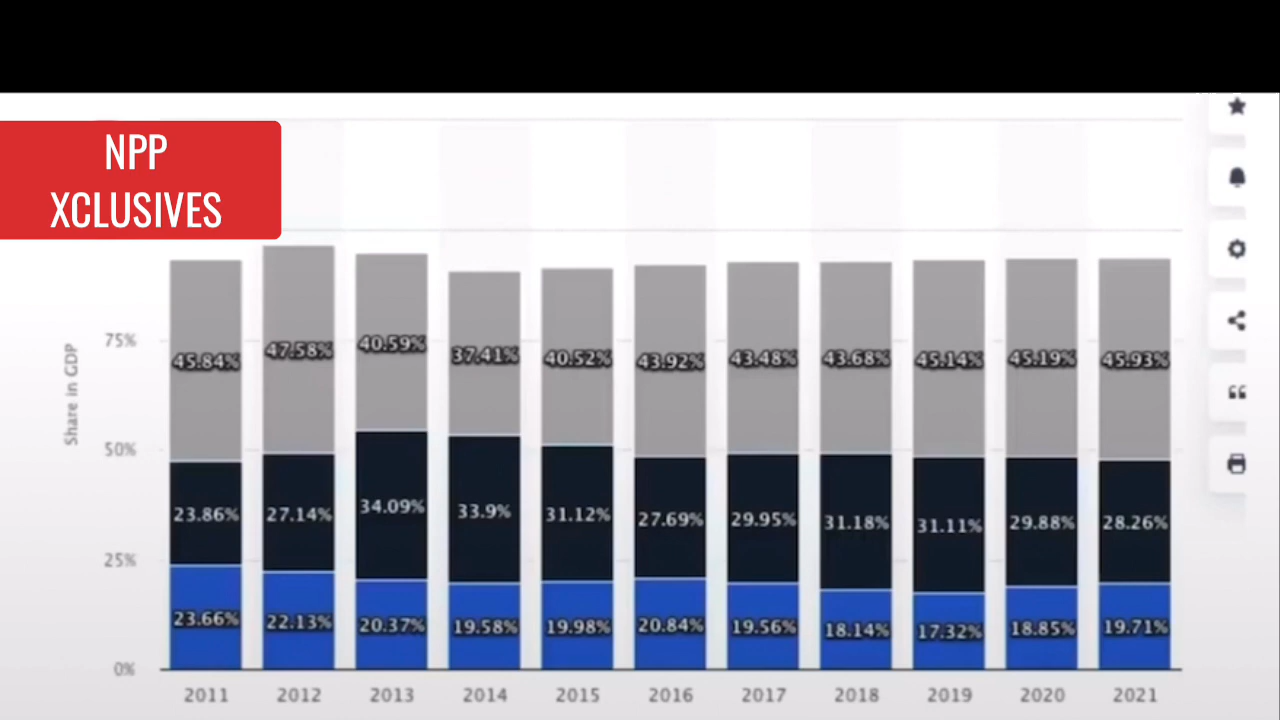 NPP
XCLUSIVES
Share in GDP
75%
50%
25%
0%
45.84% 47.58% 40.59% 37.41% 40.52% 43.92% 43.48% 43.68% 45.14% 45.19% 45.93%
23.86% 27.14% 34.09% 33.9% 31.12% 27.69% 29.95% 31.18% 31.11% 29.88% 28.26%
23.66% 22.13% 20.37% 19.58% 19.98% 20.84% 19.56% 18.14% 17.32% 18.85% 19.71%
2011 2012 2013 2014 2015 2016 2017 2018 2019 2020 2021